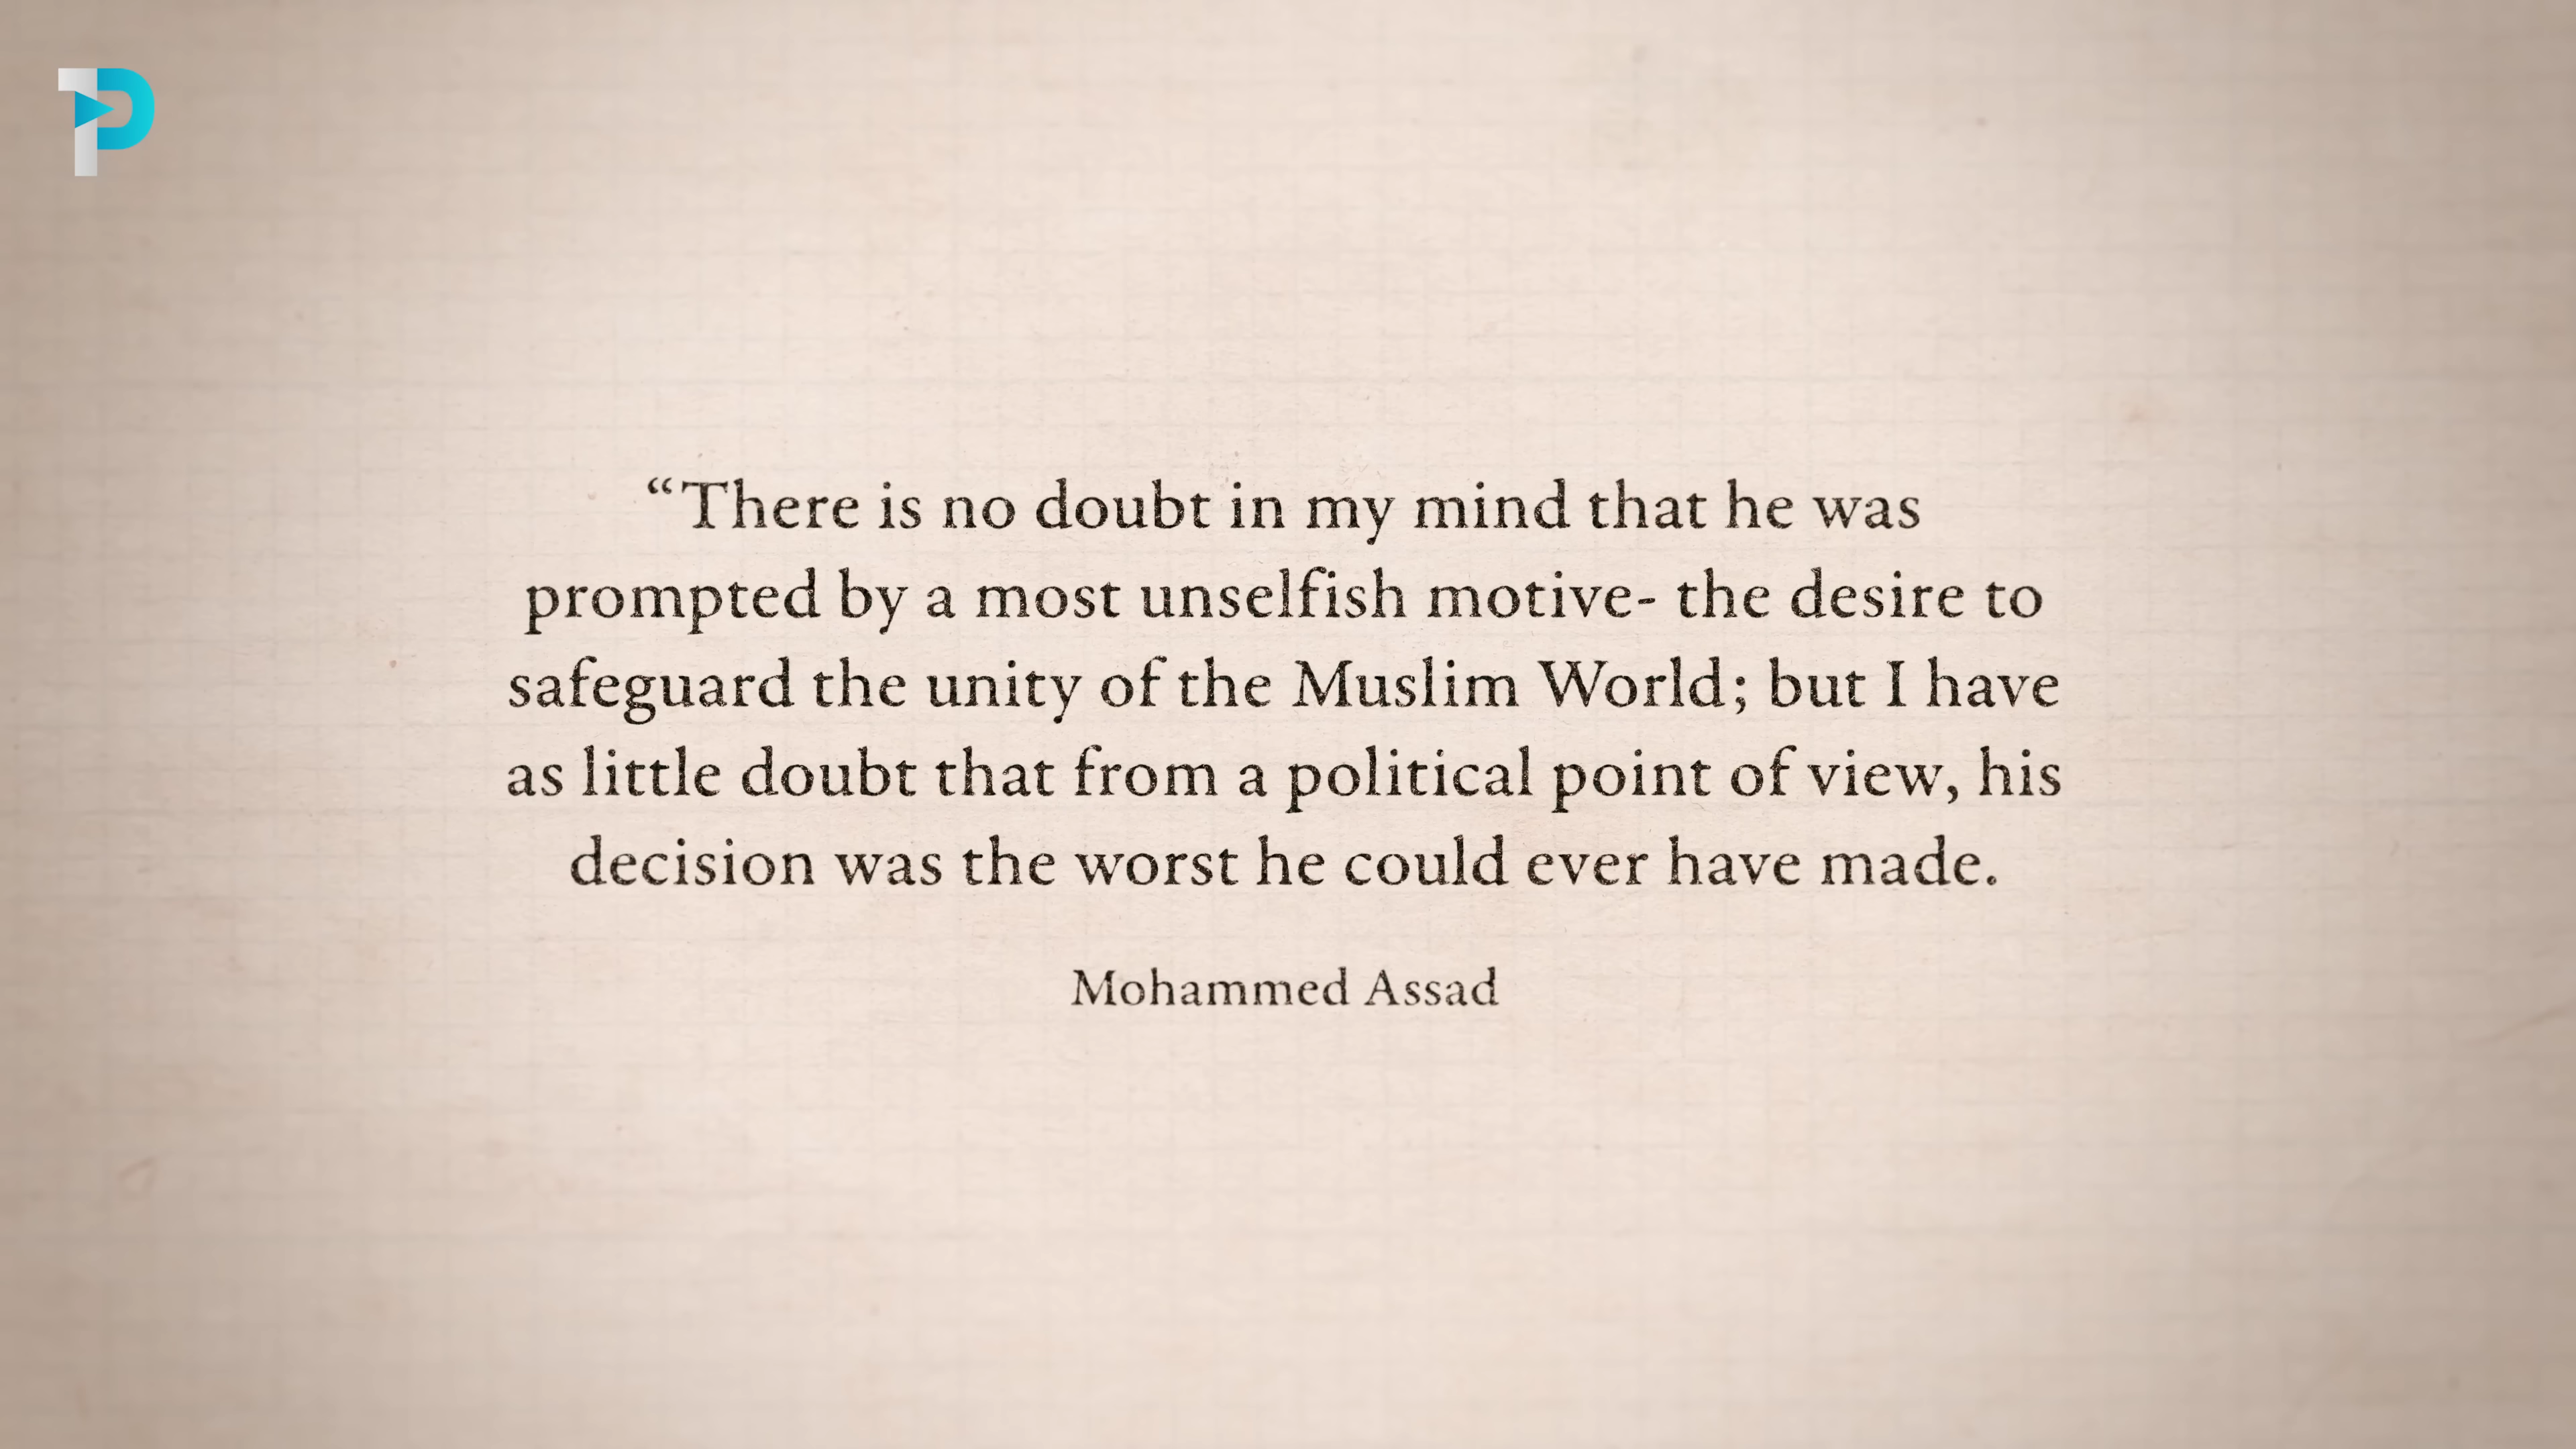 “There is no doubt in my mind that he was
prompted by a most unselfish motive- the desire to
safeguard the unity of the Muslim World; but I have
as little doubt that from a political point of view, his
decision was the worst he could ever have made.
Mohammed Assad